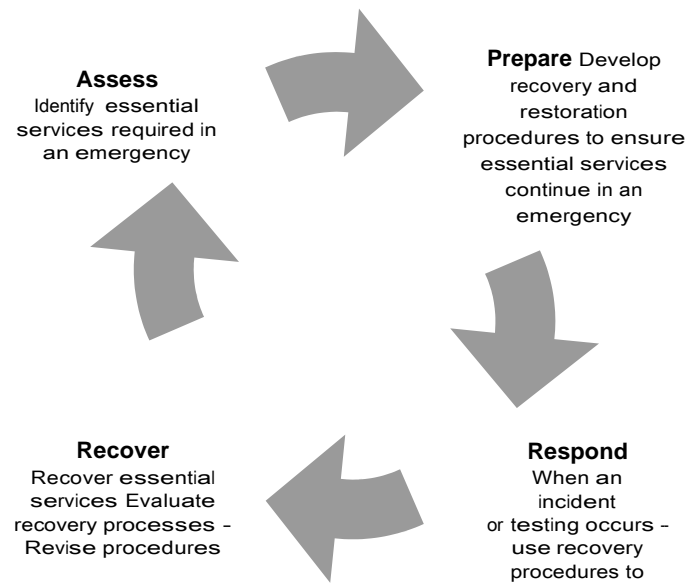 Assess
Identify essential
services required in
an emergency
Prepare Develop
recovery and
restoration
procedures to ensure
essential services
continue in an
emergency
Respond
When an
incident
or testing occurs –
use recovery
procedures to
Recover
Recover essential
services Evaluate
recovery processes –
Revise procedures